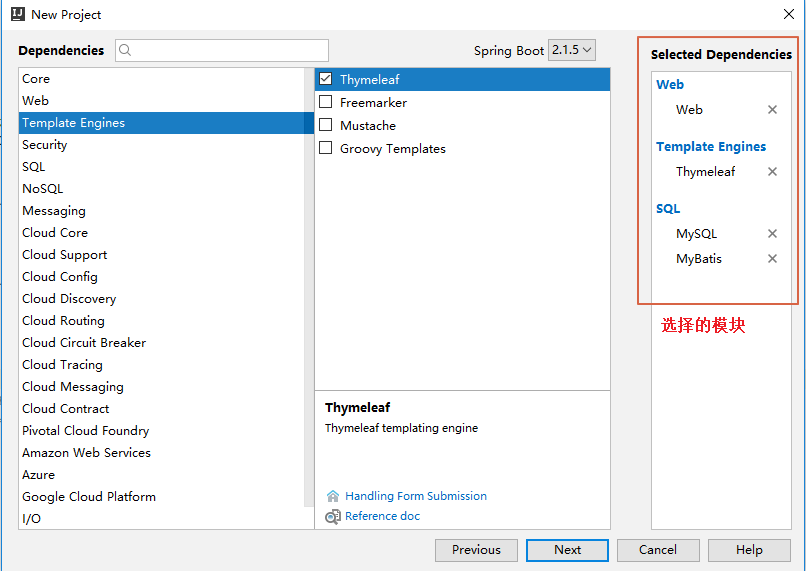 New Project
Dependencies
Spring Boot 2.1.5
Core
Web
Template Engines
Security
SQL
NoSQL
Messaging
Cloud Core
Cloud Support
Cloud Config
Cloud Discovery
Cloud Routing
Cloud Circuit Breaker
Cloud Tracing
Cloud Messaging
Cloud Contract
Pivotal Cloud Foundry
Amazon Web Services
Azure
Google Cloud Platform
I/O
Thymeleaf
Freemarker
Mustache
Groovy Templates
Thymeleaf
Thymeleaf templating engine
Handling Form Submission
Reference doc
Selected Dependencies
Web
Web
Template Engines
Thymeleaf
SQL
MySQL
MyBatis
选择的模块
Previous
Next
Cancel
Help